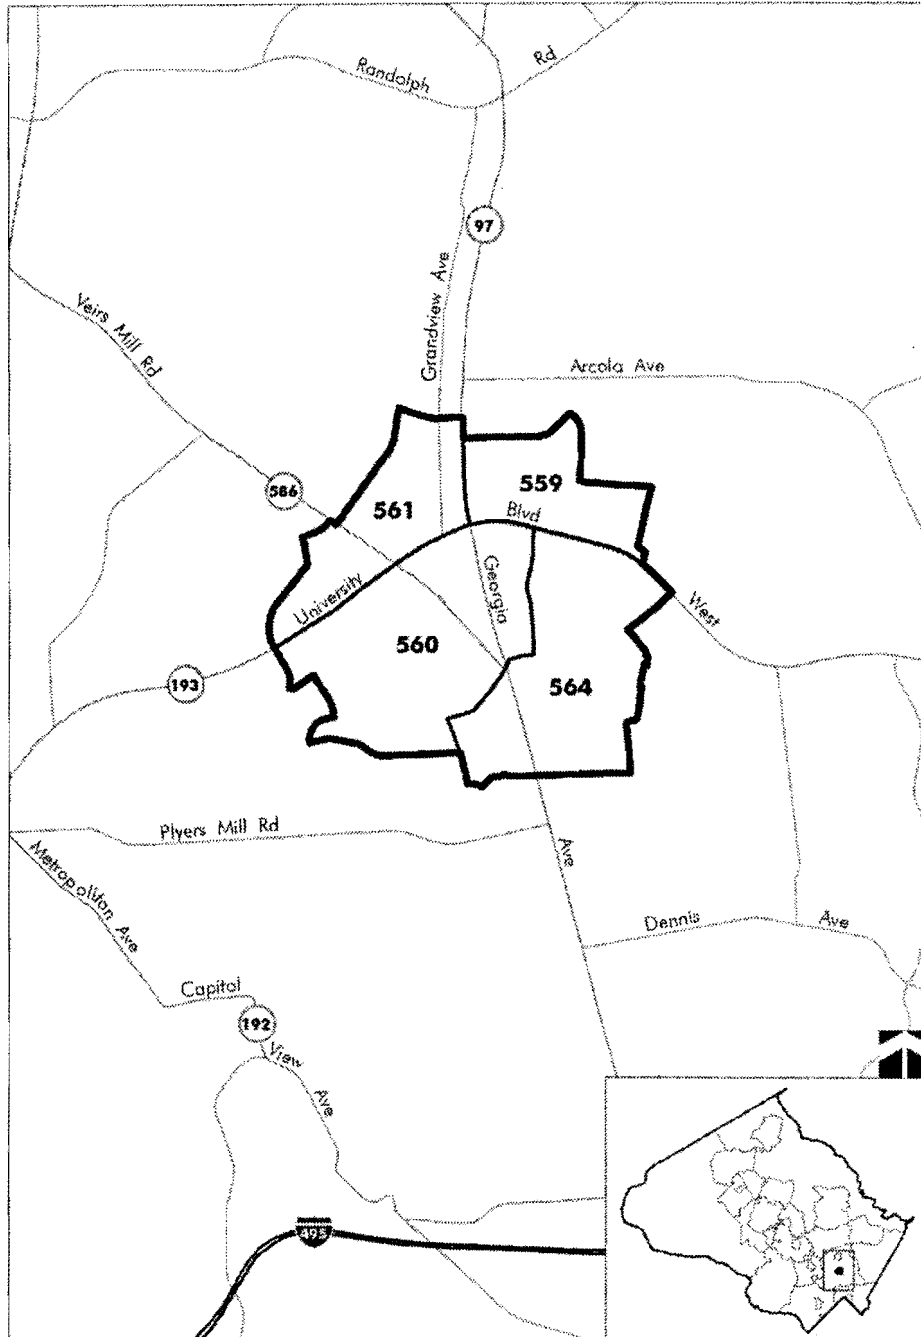 Randolph Rd
97
Grandview Ave
Veirs Mill Rd
Arcola Ave
586
561
559
Blvd
University
Georgia
West
560
193
564
Plyers Mill Rd
Ave
Metropolitan Ave
Dennis Ave
Capitol
192
View
Ave
495